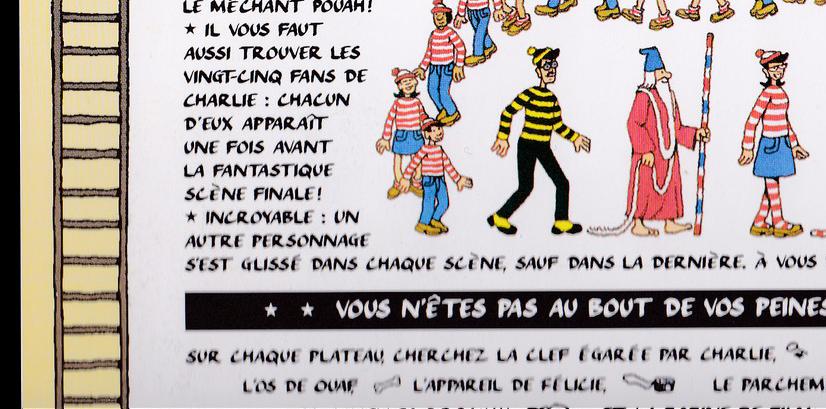 LE MÉCHANT POUAH!
★ IL VOUS FAUT
AUSSI TROUVER LES
VINGT-CINQ FANS DE
CHARLIE : CHACUN
D'EUX APPARAÎT
UNE FOIS AVANT
LA FANTASTIQUE
SCÈNE FINALE!
★ INCROYABLE : UN
AUTRE PERSONNAGE
S'EST GLISSÉ DANS CHAQUE SCÈNE, SAUF DANS LA DERNIÈRE. À VOUS
★ ★ VOUS N'ÊTES PAS AU BOUT DE VOS PEINES
SUR CHAQUE PLATEAU, CHERCHEZ LA CLEF ÉGARÉE PAR CHARLIE,
L'OS DE OUAF, L'APPAREIL DE FÉLICIE, LE PARCHEM